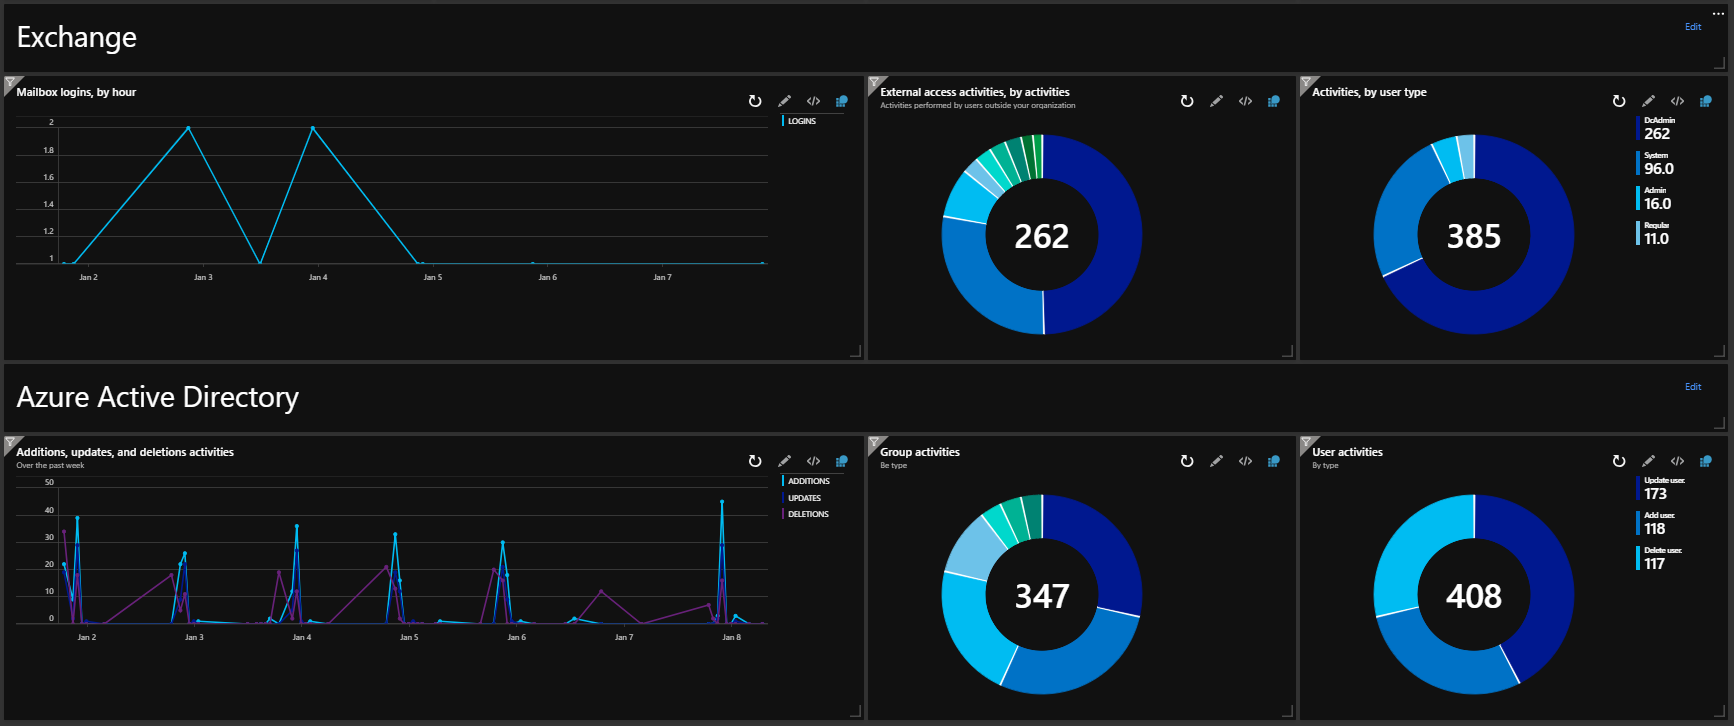 Exchange
Edit
Mailbox logins, by hour
LOGINS
2
1.8
1.6
1.4
1.2
1
Jan 2
Jan 3
Jan 4
Jan 5
Jan 6
Jan 7
External access activities, by activities
Activities performed by users outside your organization
262
Activities, by user type
385
DcAdmin
262
System
96.0
Admin
16.0
Regular
11.0
Azure Active Directory
Edit
Additions, updates, and deletions activities
Over the past week
ADDITIONS
UPDATES
DELETIONS
50
40
30
20
10
0
Jan 2
Jan 3
Jan 4
Jan 5
Jan 6
Jan 7
Jan 8
Group activities
Be type
347
User activities
By type
408
Update user.
173
Add user.
118
Delete user.
117